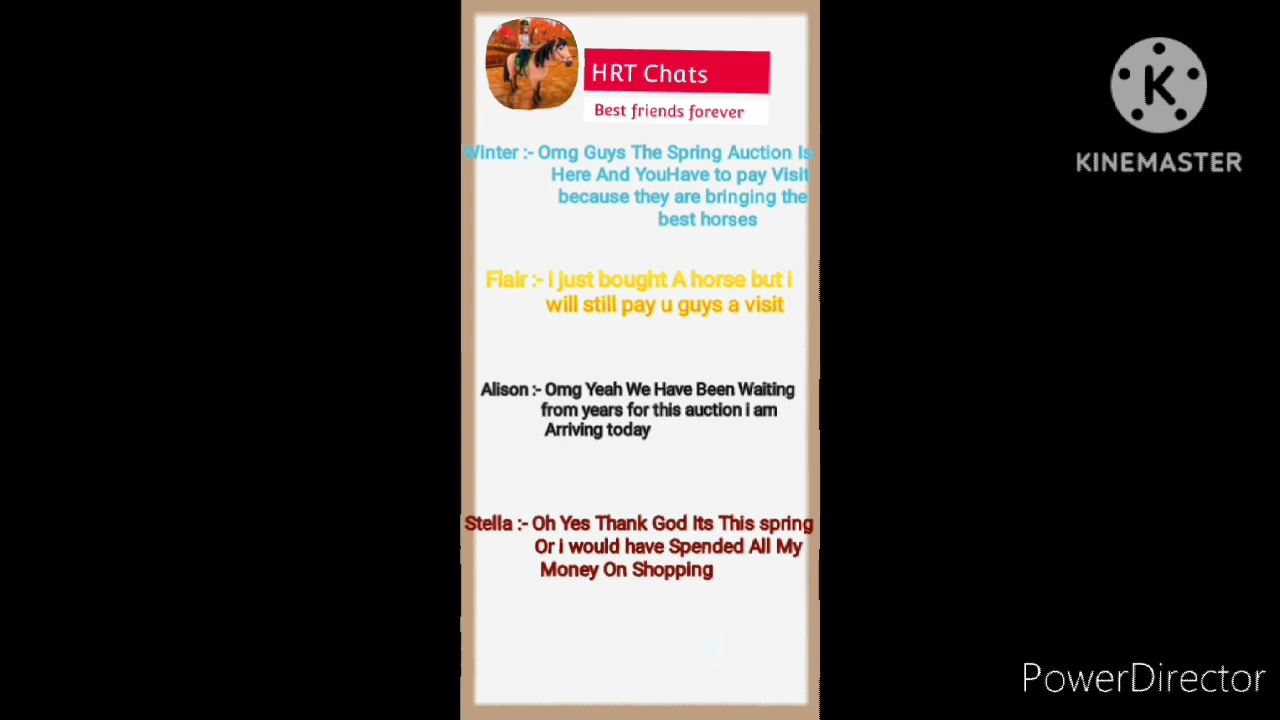 HRT Chats
Best friends forever
Winter :- Omg Guys The Spring Auction Is
Here And YouHave to pay Visit
because they are bringing the
best horses
Flair :- I just bought A horse but i
will still pay u guys a visit
Alison :- Omg Yeah We Have Been Waiting
from years for this auction i am
Arriving today
Stella :- Oh Yes Thank God Its This spring
Or i would have Spended All My
Money On Shopping
K
KINEMASTER
PowerDirector